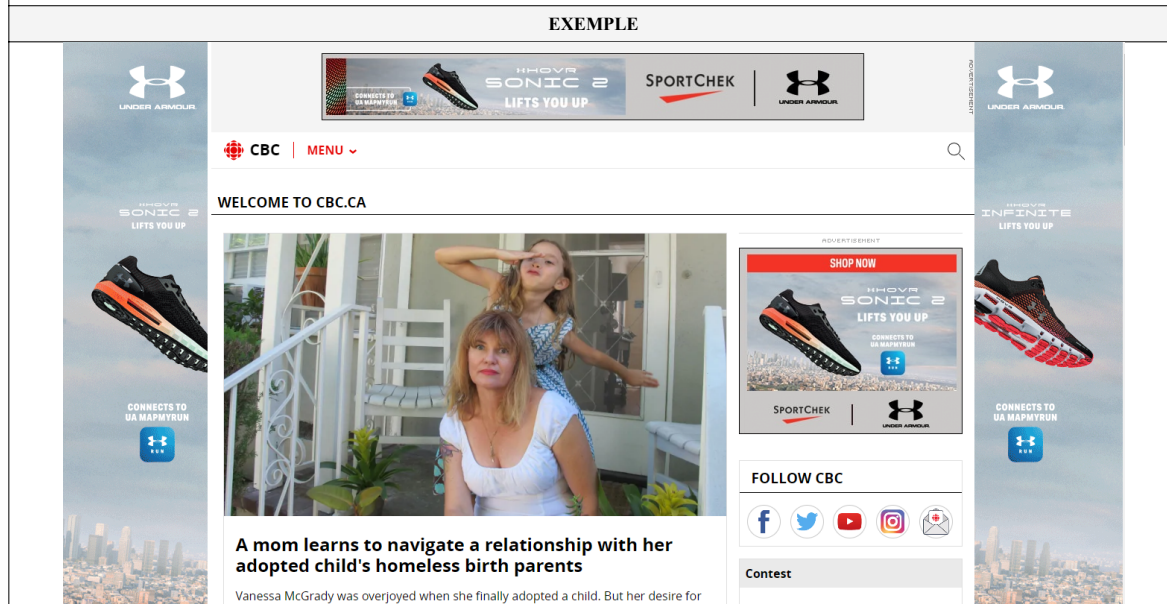 EXEMPLE
UNDER ARMOUR
HOVR
SONIC 2
LIFTS YOU UP
CONNECTS TO
UA MAPMYRUN
RUN
CONNECTS TO
UA MAPMYRUN
HOVR
SONIC 2
LIFTS YOU UP
SPORTCHEK
UNDER ARMOUR
ADVERTISEMENT
CBC MENU
WELCOME TO CBC.CA
A mom learns to navigate a relationship with her
adopted child's homeless birth parents
Vanessa McGrady was overjoyed when she finally adopted a child. But her desire for
ADVERTISEMENT
SHOP NOW
HOVR
SONIC 2
LIFTS YOU UP
CONNECTS TO
UA MAPMYRUN
SPORTCHEK
UNDER ARMOUR
FOLLOW CBC
Contest
UNDER ARMOUR
HOVR
INFINITE
LIFTS YOU UP
CONNECTS TO
UA MAPMYRUN
RUN